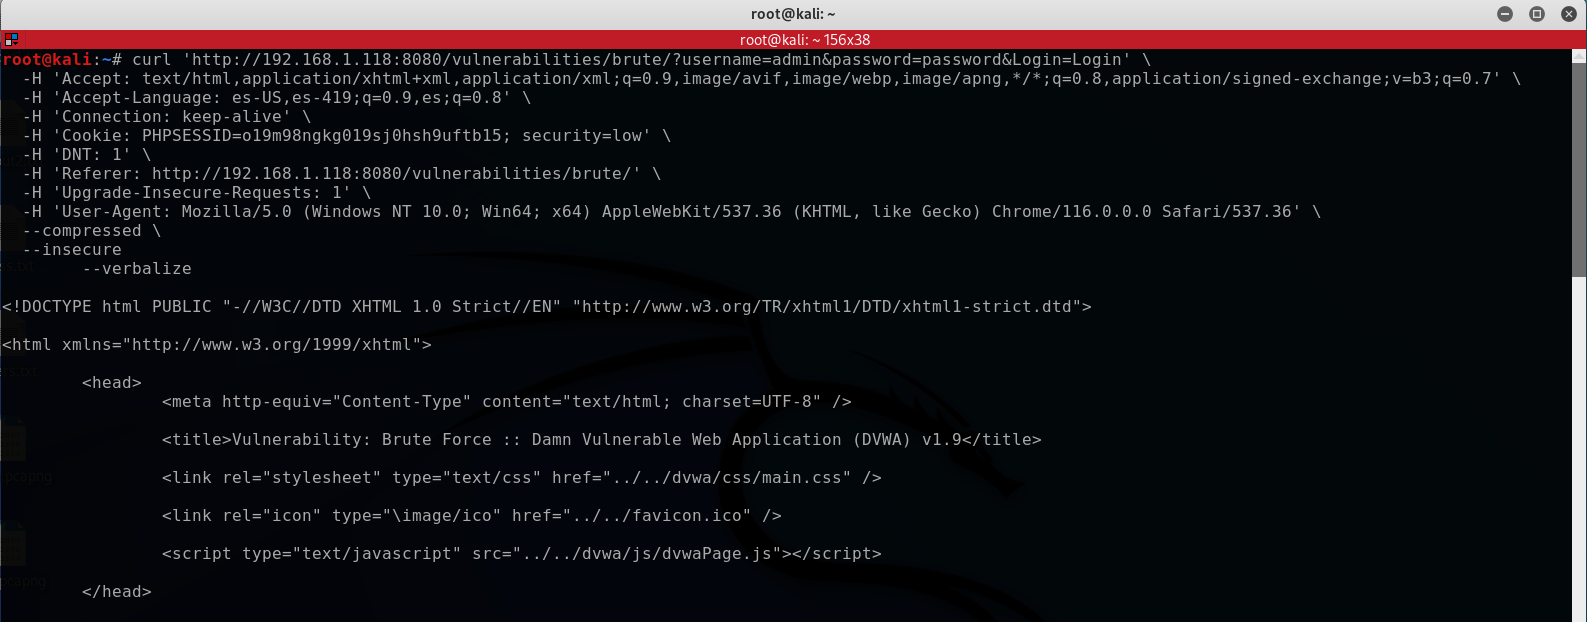 root@kali: ~
root@kali: ~ 156x38
root@kali:~# curl 'http://192.168.1.118:8080/vulnerabilities/brute/?username=admin&password=password&Login=Login' \
  -H 'Accept: text/html,application/xhtml+xml,application/xml;q=0.9,image/avif,image/webp,image/apng,*/*;q=0.8,application/signed-exchange;v=b3;q=0.7' \
  -H 'Accept-Language: es-US,es-419;q=0.9,es;q=0.8' \
  -H 'Connection: keep-alive' \
  -H 'Cookie: PHPSESSID=o19m98ngkg019sj0hsh9uftb15; security=low' \
  -H 'DNT: 1' \
  -H 'Referer: http://192.168.1.118:8080/vulnerabilities/brute/' \
  -H 'Upgrade-Insecure-Requests: 1' \
  -H 'User-Agent: Mozilla/5.0 (Windows NT 10.0; Win64; x64) AppleWebKit/537.36 (KHTML, like Gecko) Chrome/116.0.0.0 Safari/537.36' \
  --compressed \
  --insecure
        --verbalize
<!DOCTYPE html PUBLIC "-//W3C//DTD XHTML 1.0 Strict//EN" "http://www.w3.org/TR/xhtml1/DTD/xhtml1-strict.dtd">
<html xmlns="http://www.w3.org/1999/xhtml">
        <head>
                <meta http-equiv="Content-Type" content="text/html; charset=UTF-8" />
                <title>Vulnerability: Brute Force :: Damn Vulnerable Web Application (DVWA) v1.9</title>
                <link rel="stylesheet" type="text/css" href="../../dvwa/css/main.css" />
                <link rel="icon" type="\image/ico" href="../../favicon.ico" />
                <script type="text/javascript" src="../../dvwa/js/dvwaPage.js"></script>
        </head>